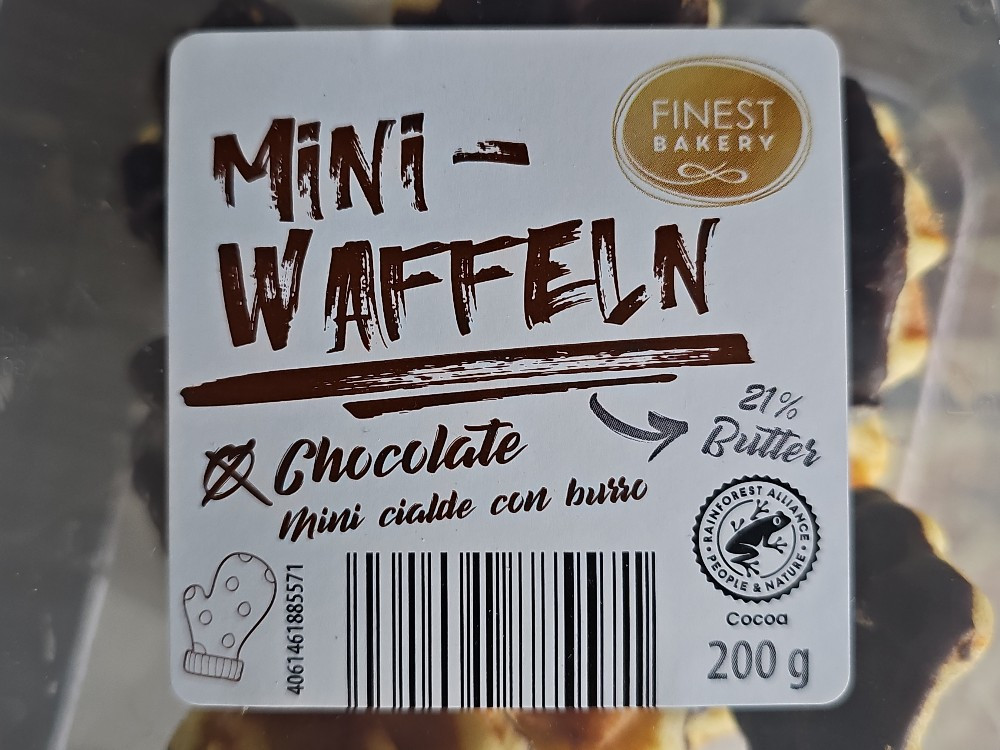 FINEST
BAKERY
MiNi-
WAFFELN
21%
Butter
Chocolate
Mini cialde con burro
RAINFOREST ALLIANCE
PEOPLE & NATURE
Cocoa
200 g
4061461885571